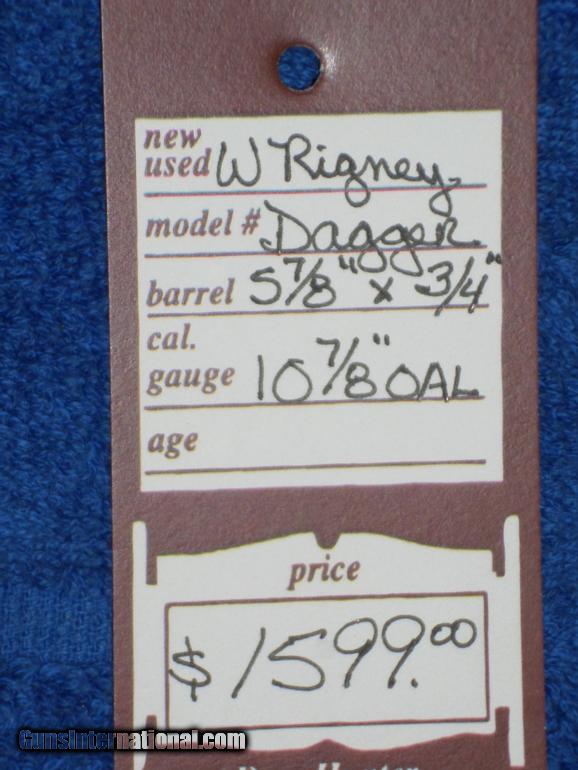 new
used W Rigney
model # Dagger
barrel 5 7/8" x 3/4"
cal.
gauge 10 7/8" OAL
age
price
$1599.00
GunsInternational.com